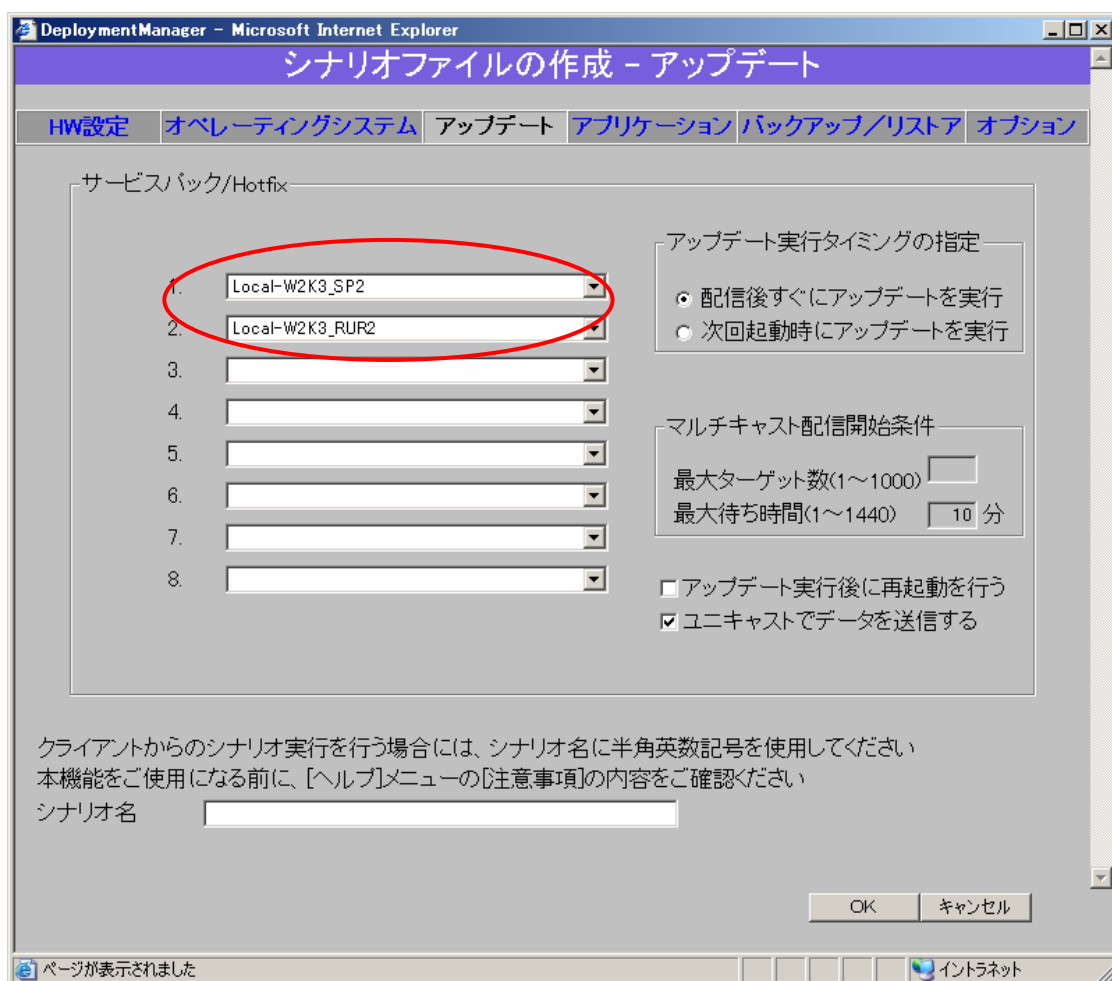 DeploymentManager - Microsoft Internet Explorer
シナリオファイルの作成 – アップデート
HW設定 オペレーティングシステム アップデート アプリケーション バックアップ／リストア オプション
サービスパック/Hotfix
1. Local-W2K3_SP2
2. Local-W2K3_RUR2
3.
4.
5.
6.
7.
8.
アップデート実行タイミングの指定
配信後すぐにアップデートを実行
次回起動時にアップデートを実行
マルチキャスト配信開始条件
最大ターゲット数(1～1000)
最大待ち時間(1～1440) 10 分
アップデート実行後に再起動を行う
ユニキャストでデータを送信する
クライアントからのシナリオ実行を行う場合には、シナリオ名に半角英数記号を使用してください
本機能をご使用になる前に、[ヘルプ]メニューの[注意事項]の内容をご確認ください
シナリオ名
OK キャンセル
ページが表示されました イントラネット